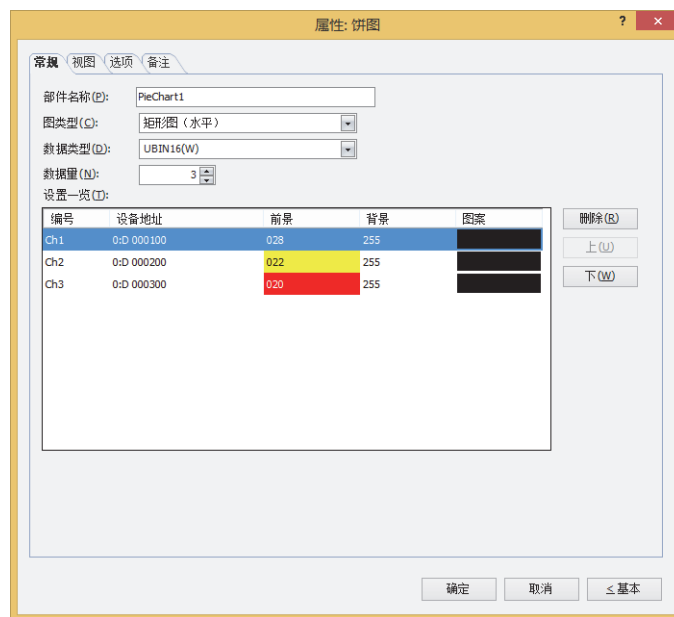 属性: 饼图
?
×
常规 视图 选项 备注
部件名称(P): PieChart1
图类型(C): 矩形图（水平）
数据类型(D): UBIN16(W)
数据量(N): 3
设置一览(T):
编号 设备地址 前景 背景 图案 删除(R)
Ch1 0:D 000100 028 255
上(U)
Ch2 0:D 000200 022 255
下(W)
Ch3 0:D 000300 020 255
确定 取消 ≤基本